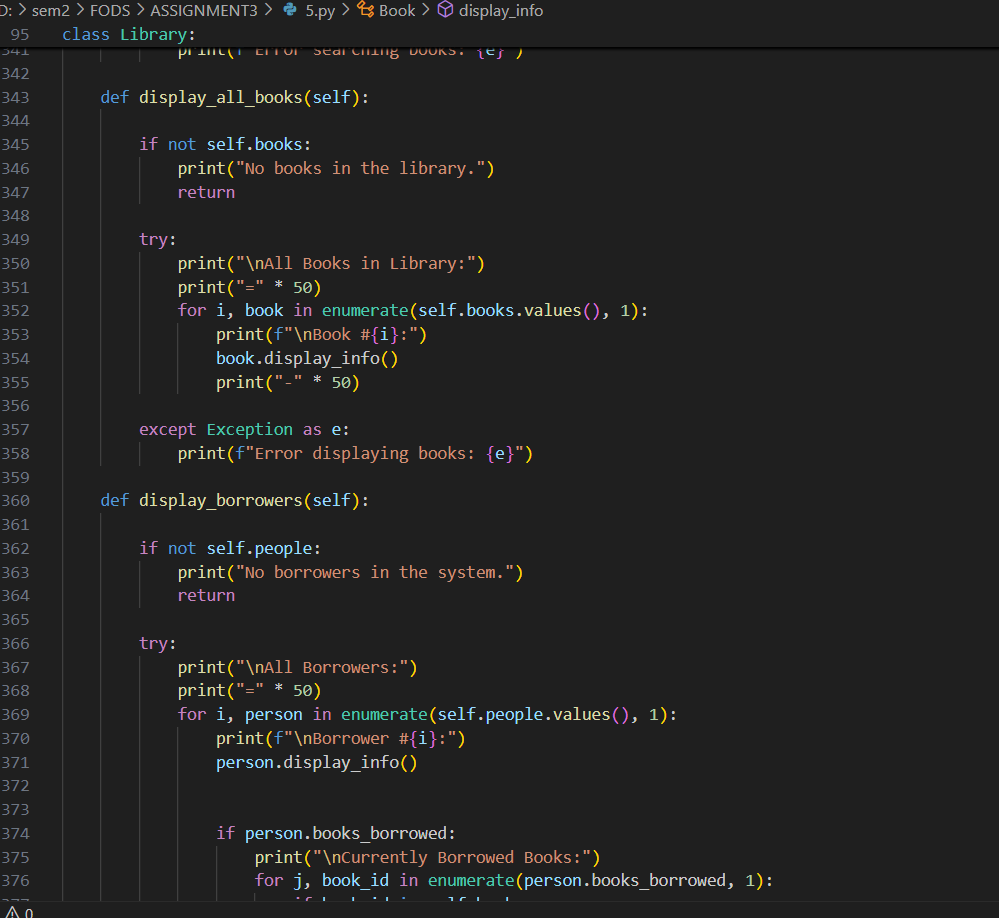 D: > sem2 > FODS > ASSIGNMENT3 > 5.py > Book > display_info
95 class Library:
341 print(f"Error searching books: {e}")
342
343 def display_all_books(self):
344
345 if not self.books:
346 print("No books in the library.")
347 return
348
349 try:
350 print("\nAll Books in Library:")
351 print("=" * 50)
352 for i, book in enumerate(self.books.values(), 1):
353 print(f"\nBook #{i}:")
354 book.display_info()
355 print("-" * 50)
356
357 except Exception as e:
358 print(f"Error displaying books: {e}")
359
360 def display_borrowers(self):
361
362 if not self.people:
363 print("No borrowers in the system.")
364 return
365
366 try:
367 print("\nAll Borrowers:")
368 print("=" * 50)
369 for i, person in enumerate(self.people.values(), 1):
370 print(f"\nBorrower #{i}:")
371 person.display_info()
372
373
374 if person.books_borrowed:
375 print("\nCurrently Borrowed Books:")
376 for j, book_id in enumerate(person.books_borrowed, 1):
0